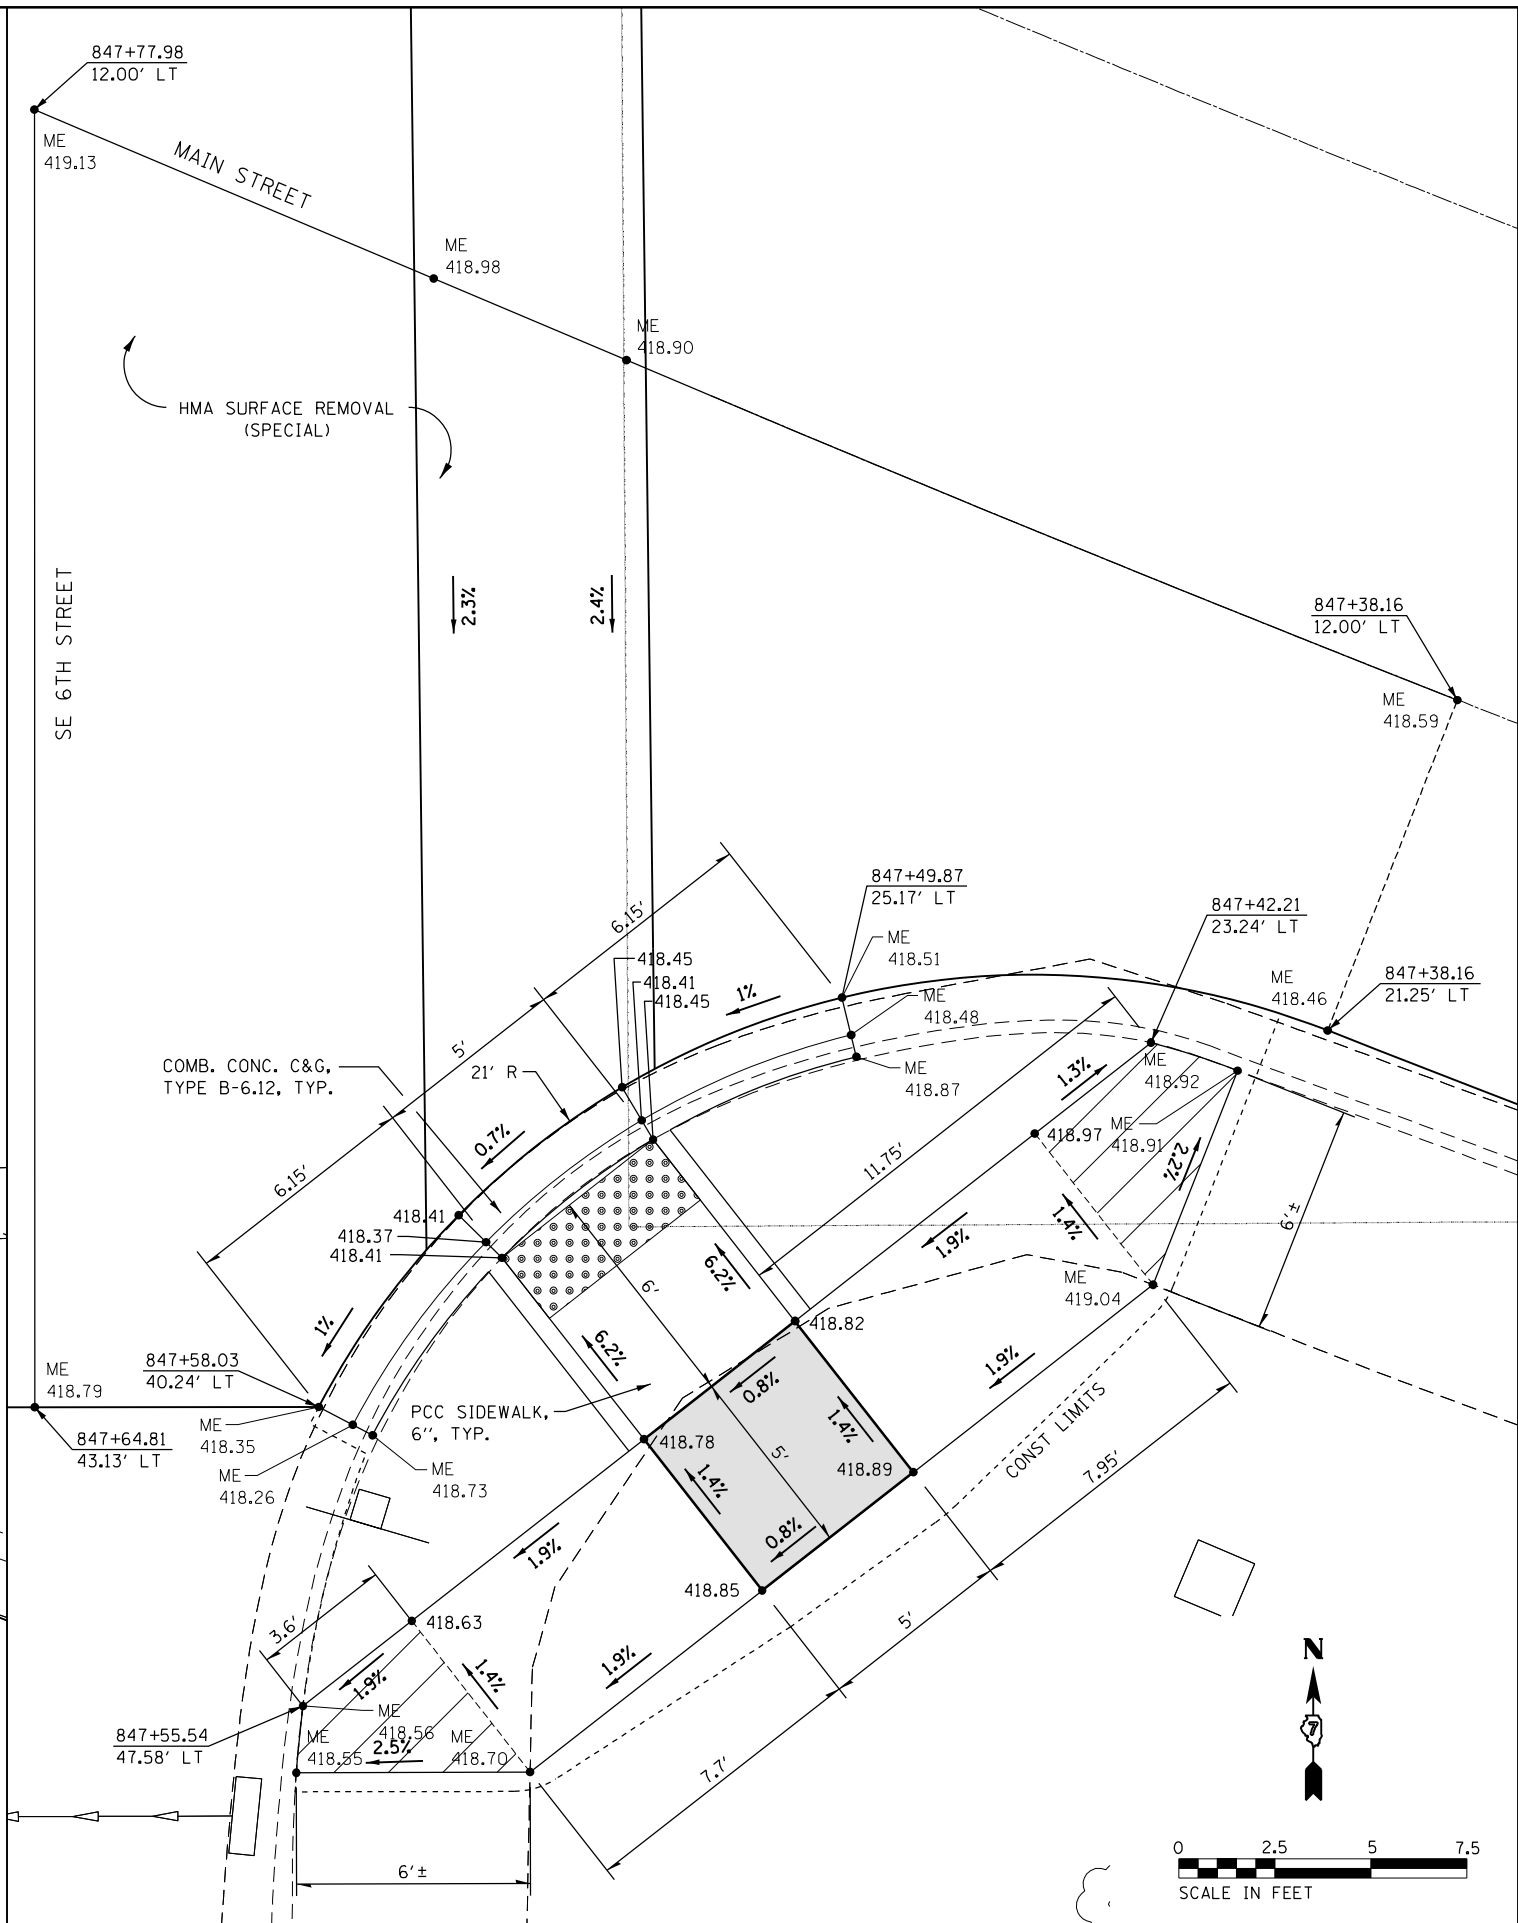 847+77.98
12.00' LT
ME
419.13
MAIN STREET
ME
418.98
ME
418.90
HMA SURFACE REMOVAL
(SPECIAL)
SE 6TH STREET
2.3%
2.4%
847+38.16
12.00' LT
ME
418.59
847+49.87
25.17' LT
847+42.21
23.24' LT
6.15'
ME
418.51
418.45
418.41
418.45
1%
ME
418.48
ME
418.46
847+38.16
21.25' LT
5'
COMB. CONC. C&G,
TYPE B-6.12, TYP.
21' R
ME
418.87
1.3%
ME
418.92
0.7%
418.97
ME
418.91
11.75'
2.2%
6.15'
418.41
418.37
418.41
1.9%
1.4%
6'±
6.2%
6'
ME
419.04
1%
6.2%
418.82
847+58.03
40.24' LT
ME
418.79
0.8%
1.9%
PCC SIDEWALK,
6", TYP.
1.4%
CONST LIMITS
847+64.81
43.13' LT
ME
418.35
418.78
5'
418.89
7.95'
ME
418.26
ME
418.73
1.4%
0.8%
1.9%
418.85
3.6'
418.63
5'
1.9%
1.4%
1.9%
N
7
847+55.54
47.58' LT
ME
418.56
ME
418.55
2.5%
ME
418.70
7.7'
6'±
0 2.5 5 7.5
SCALE IN FEET